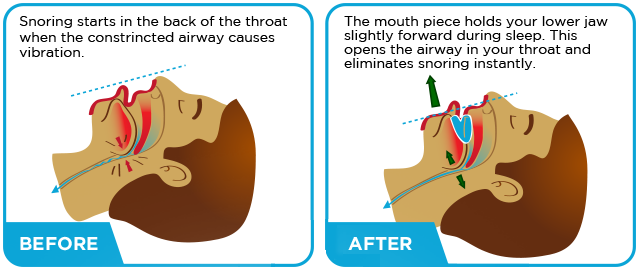 Snoring starts in the back of the throat
when the constrincted airway causes
vibration.
BEFORE
The mouth piece holds your lower jaw
slightly forward during sleep. This
opens the airway in your throat and
eliminates snoring instantly.
AFTER